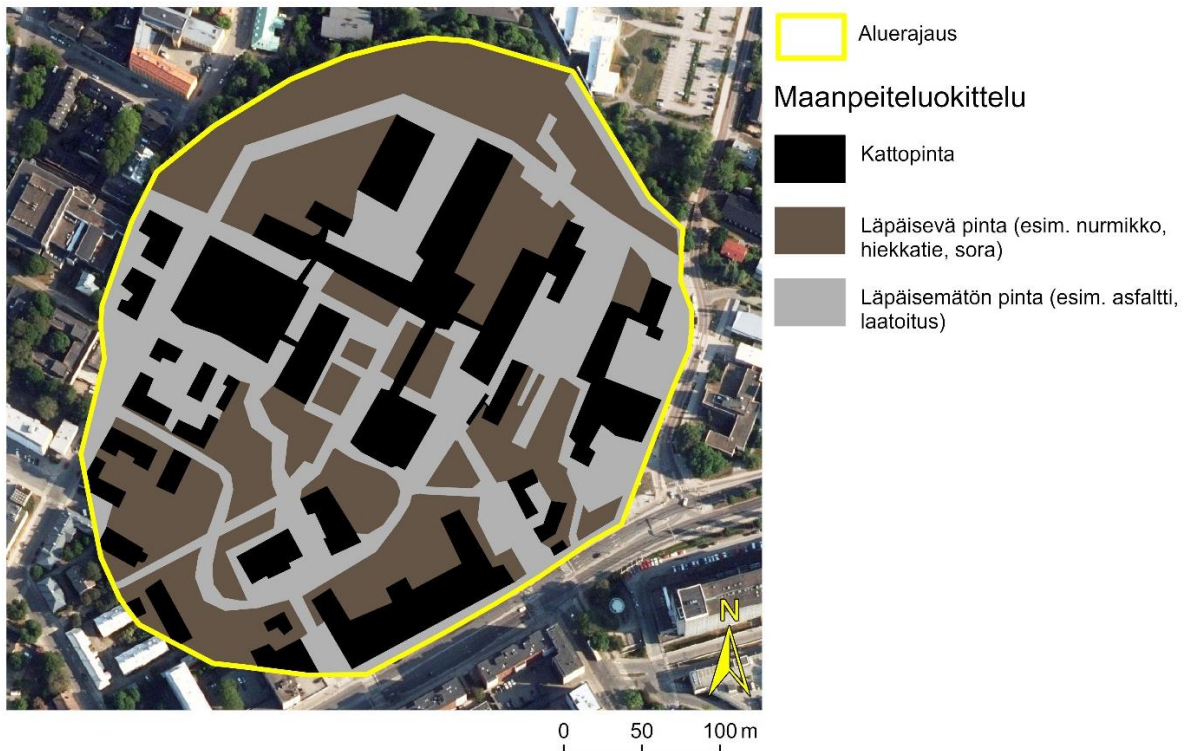 Aluerajaus
Maanpeiteluokittelu
Kattopinta
Läpäisevä pinta (esim. nurmikko,
hiekkatie, sora)
Läpäisemätön pinta (esim. asfaltti,
laatoitus)
N
0 50 100 m